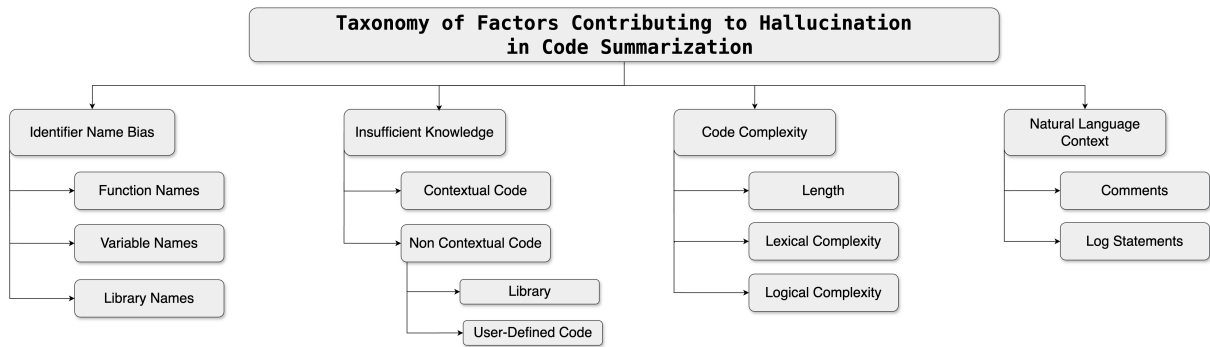 Taxonomy of Factors Contributing to Hallucination
in Code Summarization
Identifier Name Bias
Function Names
Variable Names
Library Names
Insufficient Knowledge
Contextual Code
Non Contextual Code
Library
User-Defined Code
Code Complexity
Length
Lexical Complexity
Logical Complexity
Natural Language
Context
Comments
Log Statements